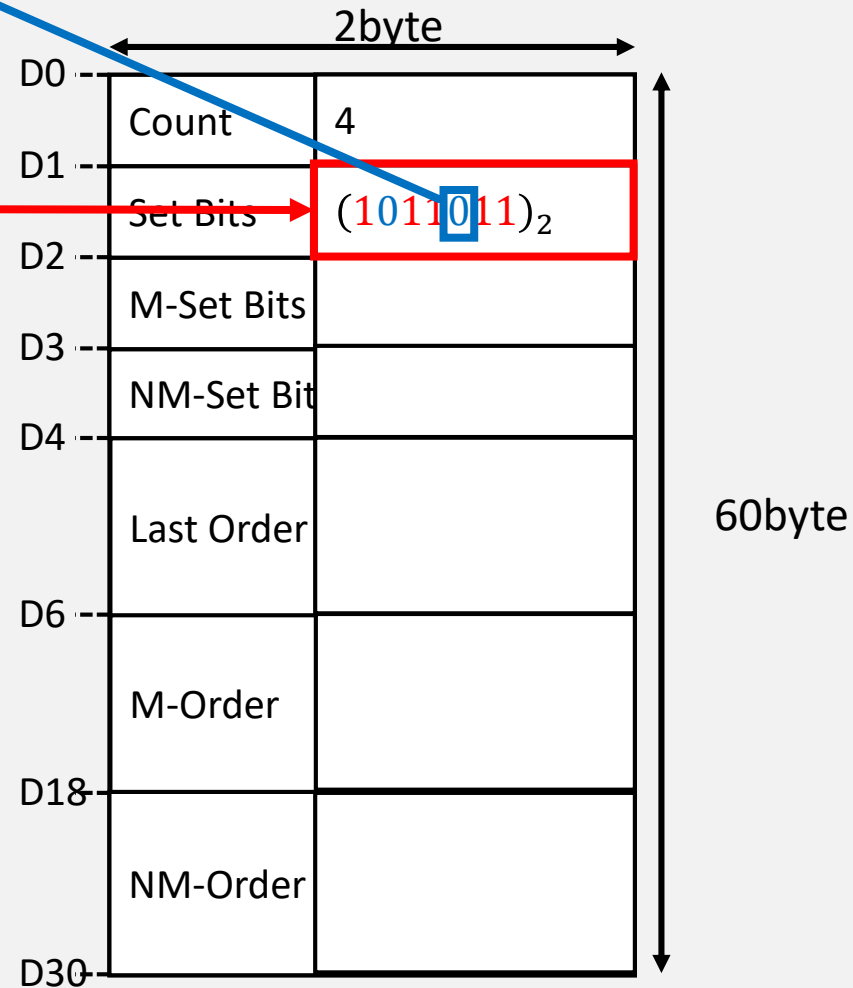 2byte
D0
Count 4
D1
Set Bits (1011011)₂
D2
M-Set Bits
D3
NM-Set Bit
D4
Last Order
60byte
D6
M-Order
D18
NM-Order
D30